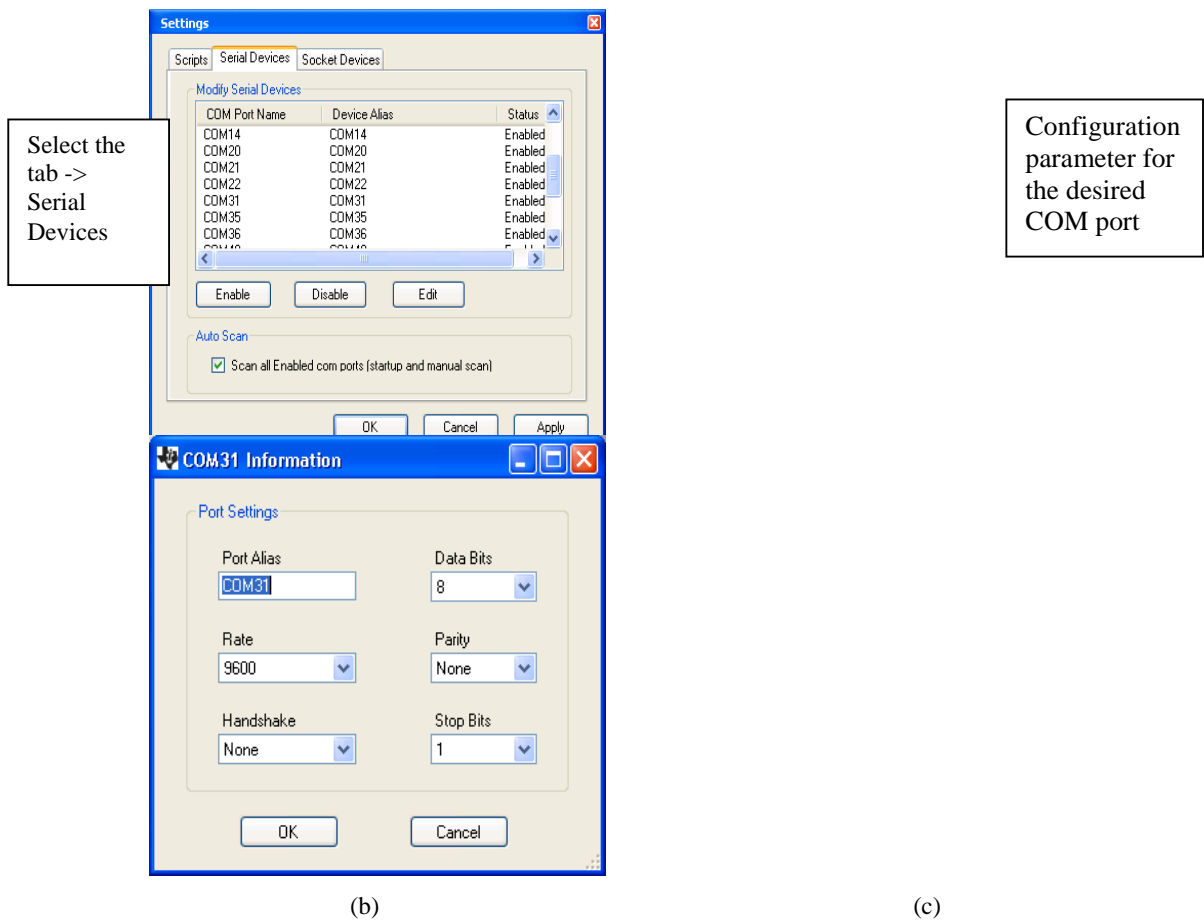 Settings
Scripts Serial Devices Socket Devices
Modify Serial Devices
COM Port Name Device Alias Status
COM14 COM14 Enabled
COM20 COM20 Enabled
COM21 COM21 Enabled
COM22 COM22 Enabled
COM31 COM31 Enabled
COM35 COM35 Enabled
COM36 COM36 Enabled
Enable Disable Edit
Auto Scan
Scan all Enabled com ports (startup and manual scan)
OK Cancel Apply
Select the
tab ->
Serial
Devices
Configuration
parameter for
the desired
COM port
COM31 Information
Port Settings
Port Alias Data Bits
COM31 8
Rate Parity
9600 None
Handshake Stop Bits
None 1
OK Cancel
(b) (c)